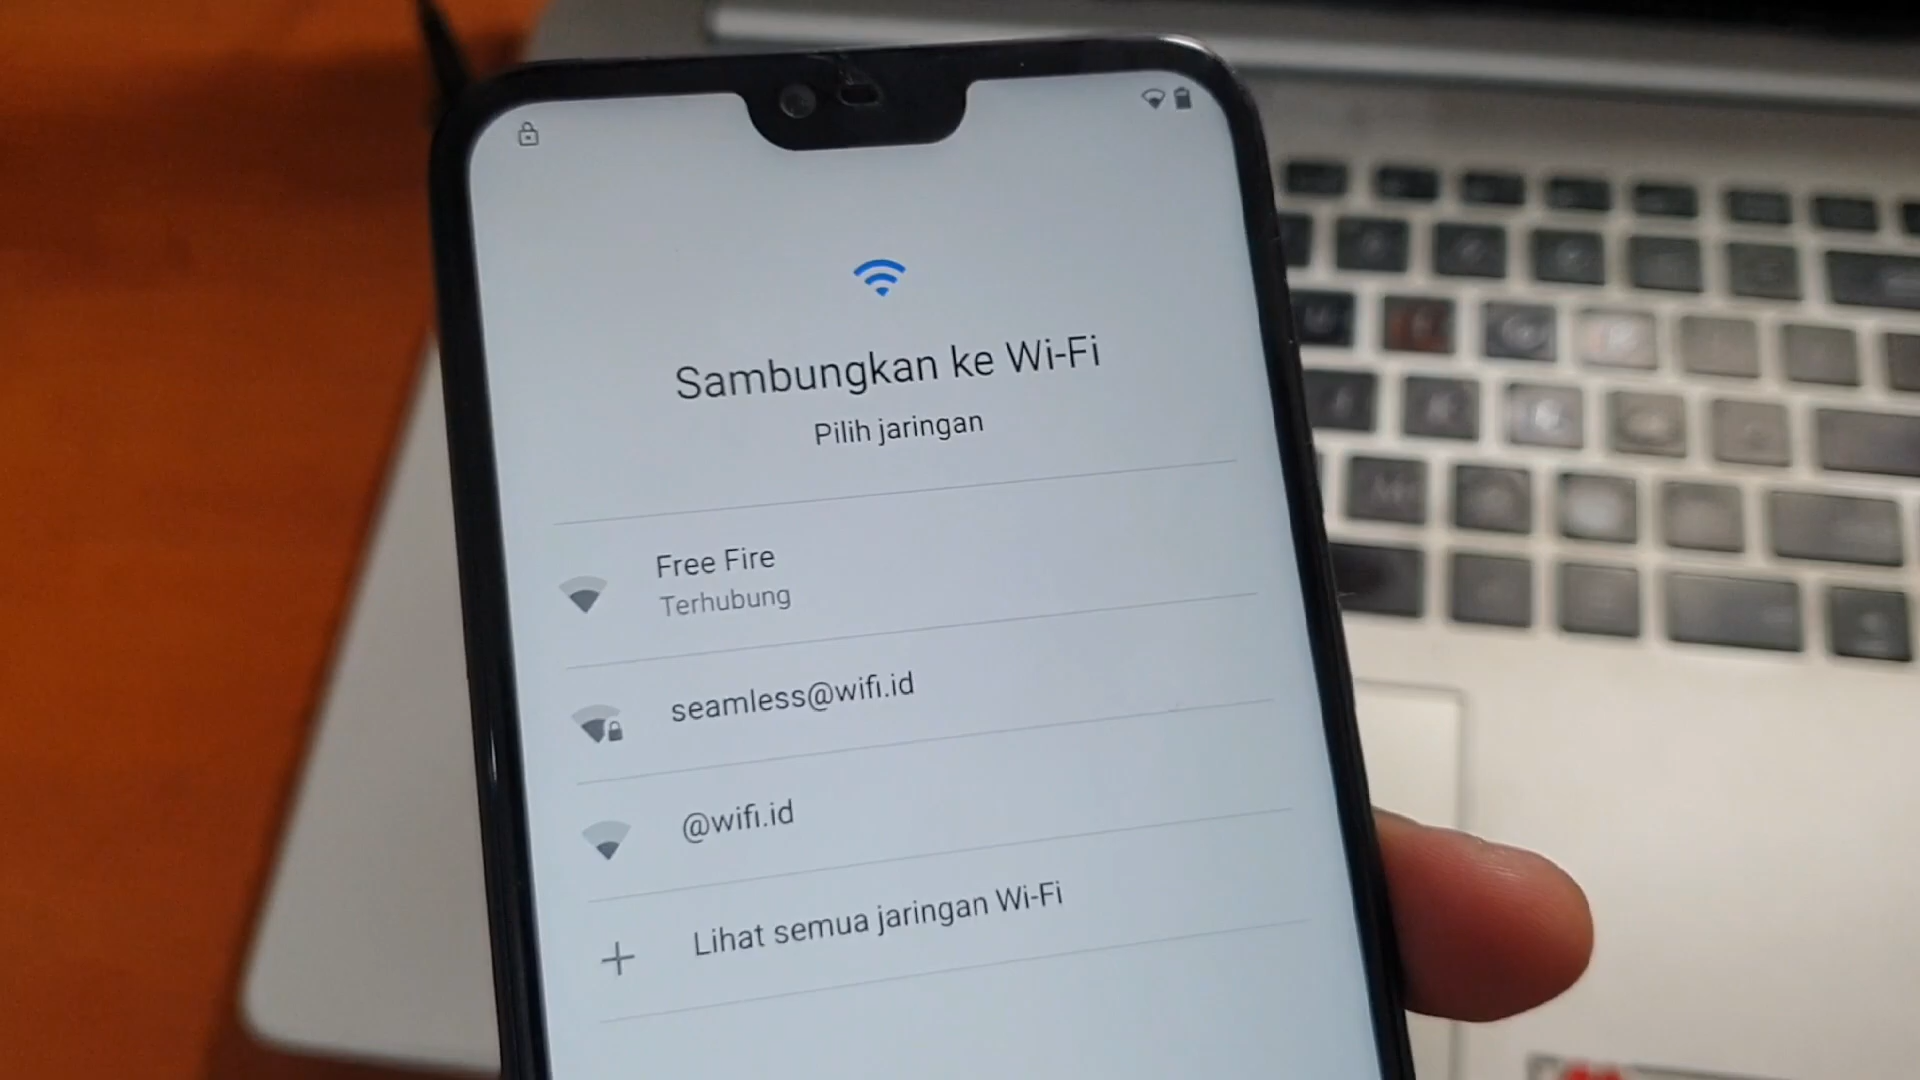 Sambungkan ke Wi-Fi
Pilih jaringan
Free Fire
Terhubung
seamless@wifi.id
@wifi.id
Lihat semua jaringan Wi-Fi